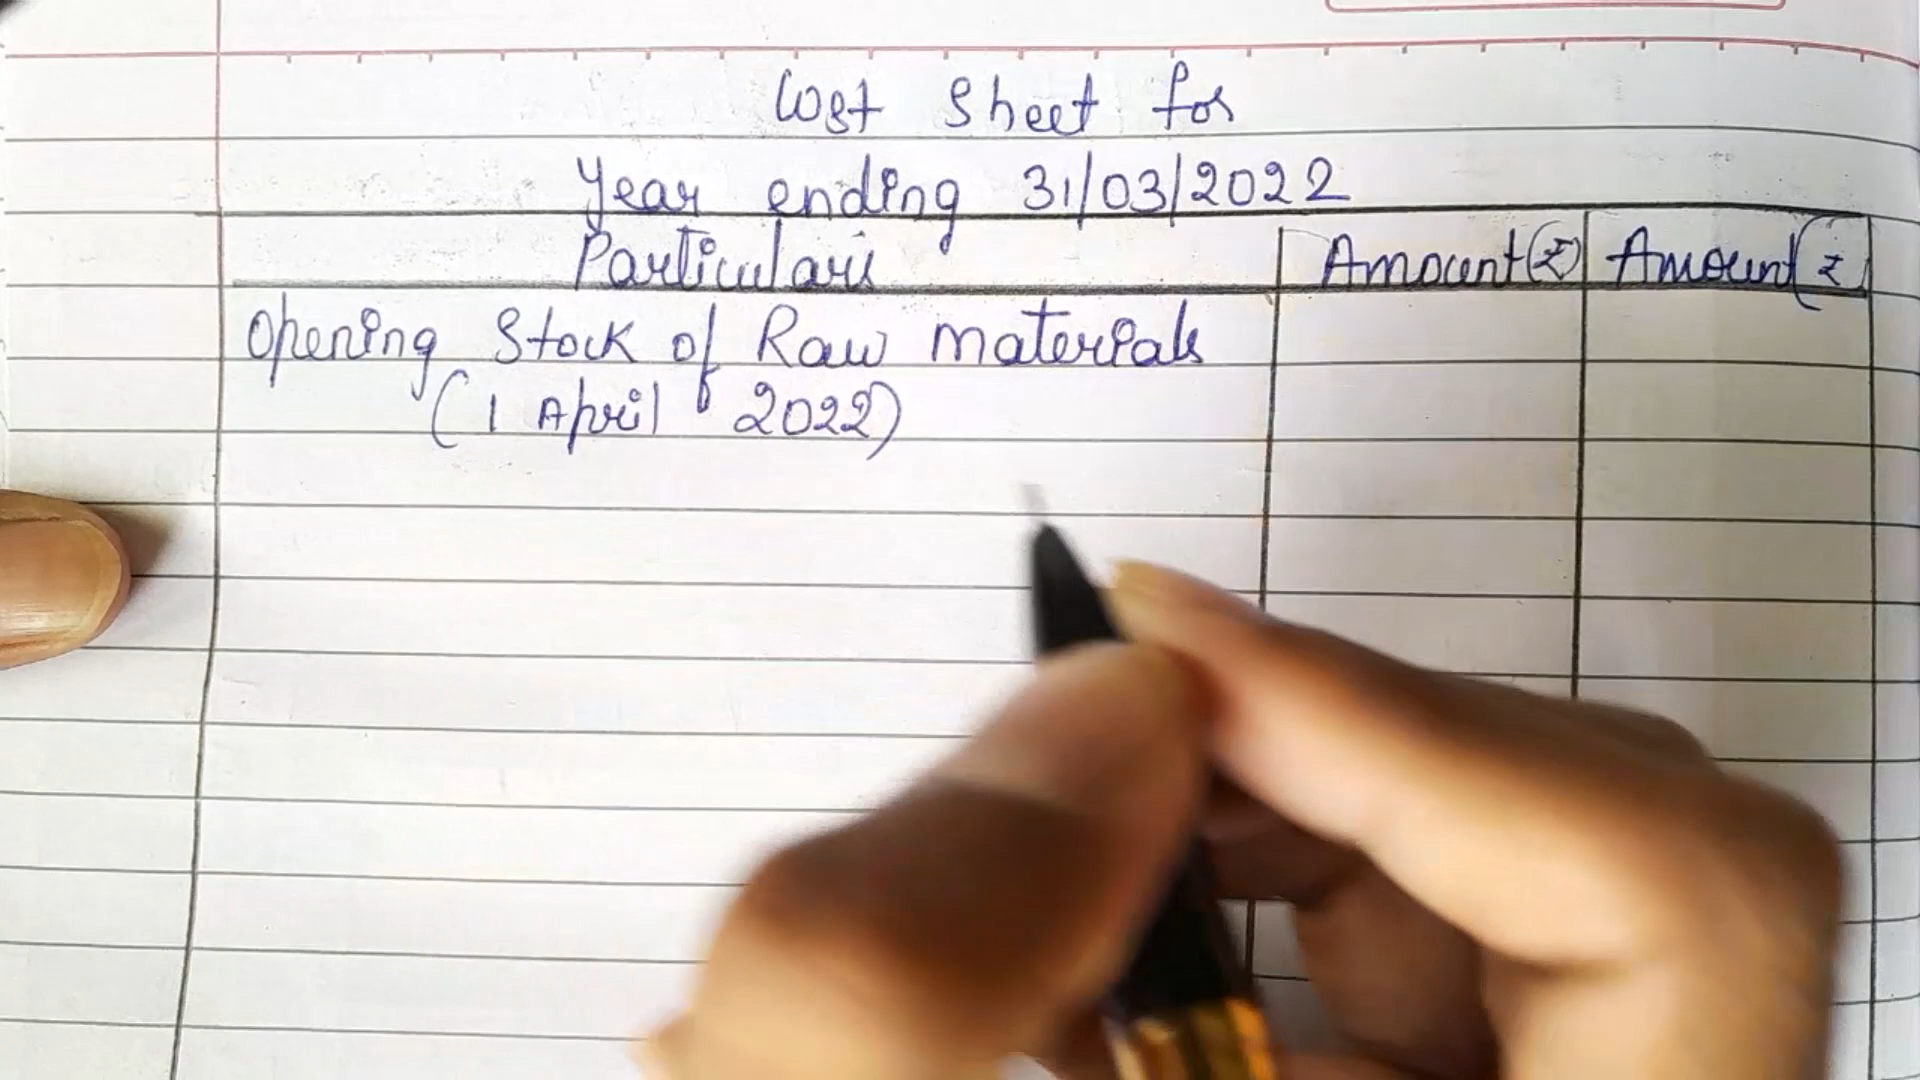 Cost Sheet for
Year ending 31/03/2022
Particulars Amount(₹) Amount(₹
Opening Stock of Raw materials
(1 April 2022)